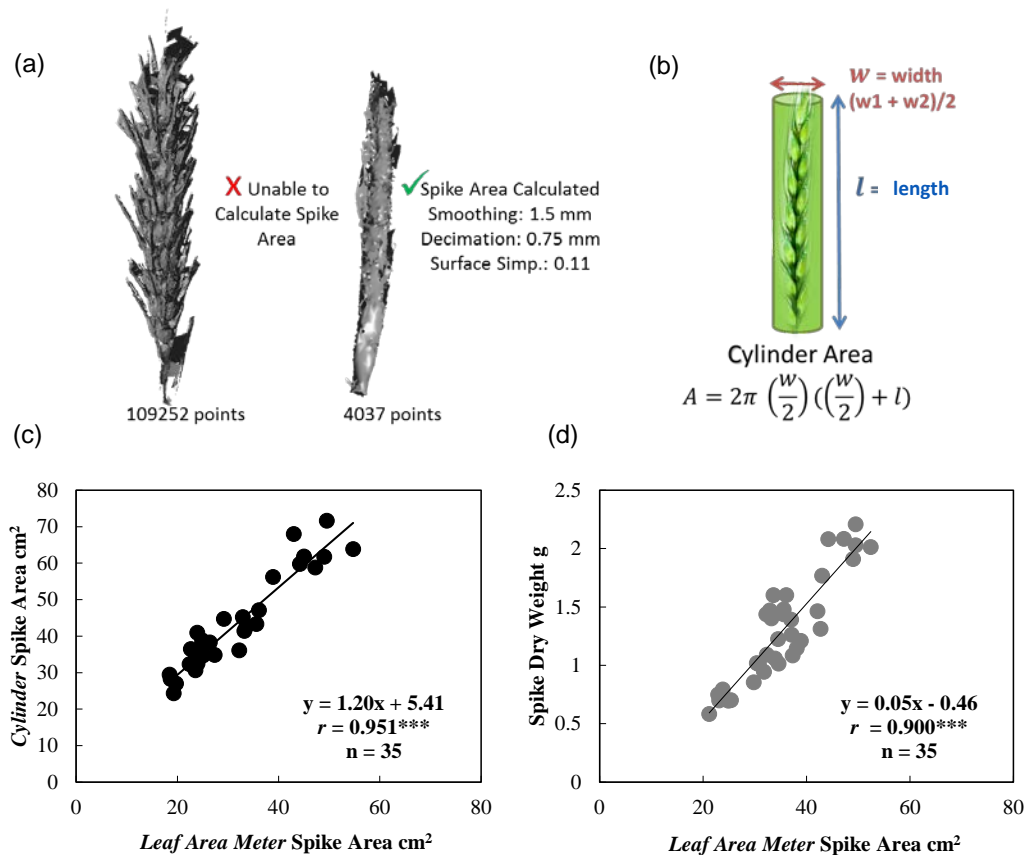 (a)
X Unable to
Calculate Spike
Area
✓Spike Area Calculated
Smoothing: 1.5 mm
Decimation: 0.75 mm
Surface Simp.: 0.11
109252 points
4037 points
(b)
w = width
(w1 + w2)/2
l = length
Cylinder Area
A = 2π (w/2) ((w/2) + l)
(c)
80
70
60
50
40
30
20
10
0
Cylinder Spike Area cm²
y = 1.20x + 5.41
r = 0.951***
n = 35
0
20
40
60
80
Leaf Area Meter Spike Area cm²
(d)
2.5
2
1.5
1
0.5
0
Spike Dry Weight g
y = 0.05x - 0.46
r = 0.900***
n = 35
0
20
40
60
80
Leaf Area Meter Spike Area cm²